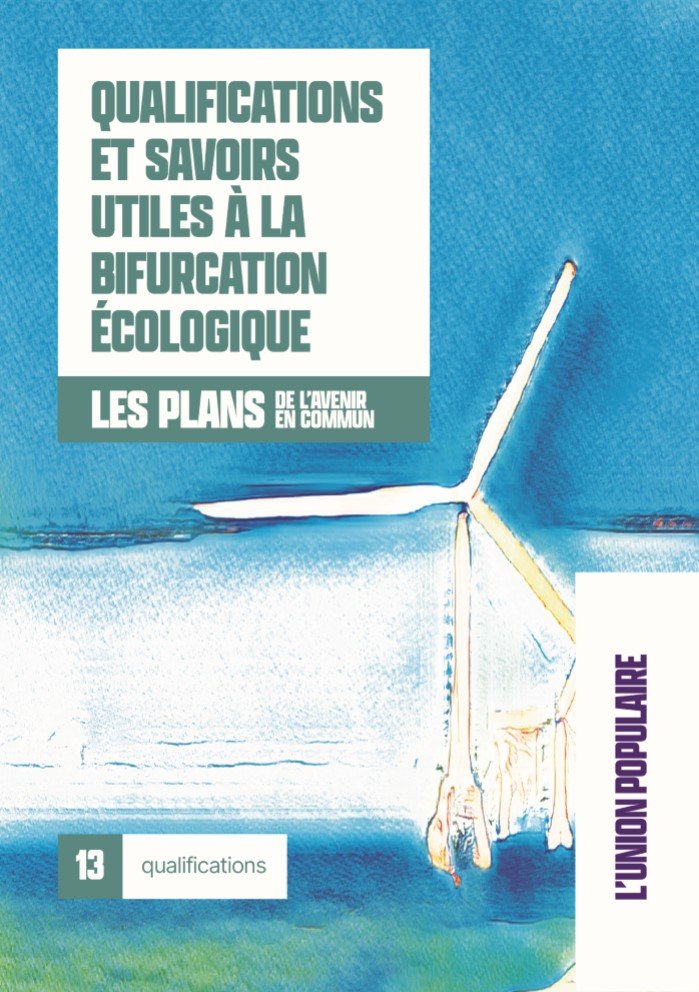 QUALIFICATIONS
ET SAVOIRS
UTILES À LA
BIFURCATION
ÉCOLOGIQUE
LES PLANS
DE L'AVENIR
EN COMMUN
L'UNION POPULAIRE
13
qualifications